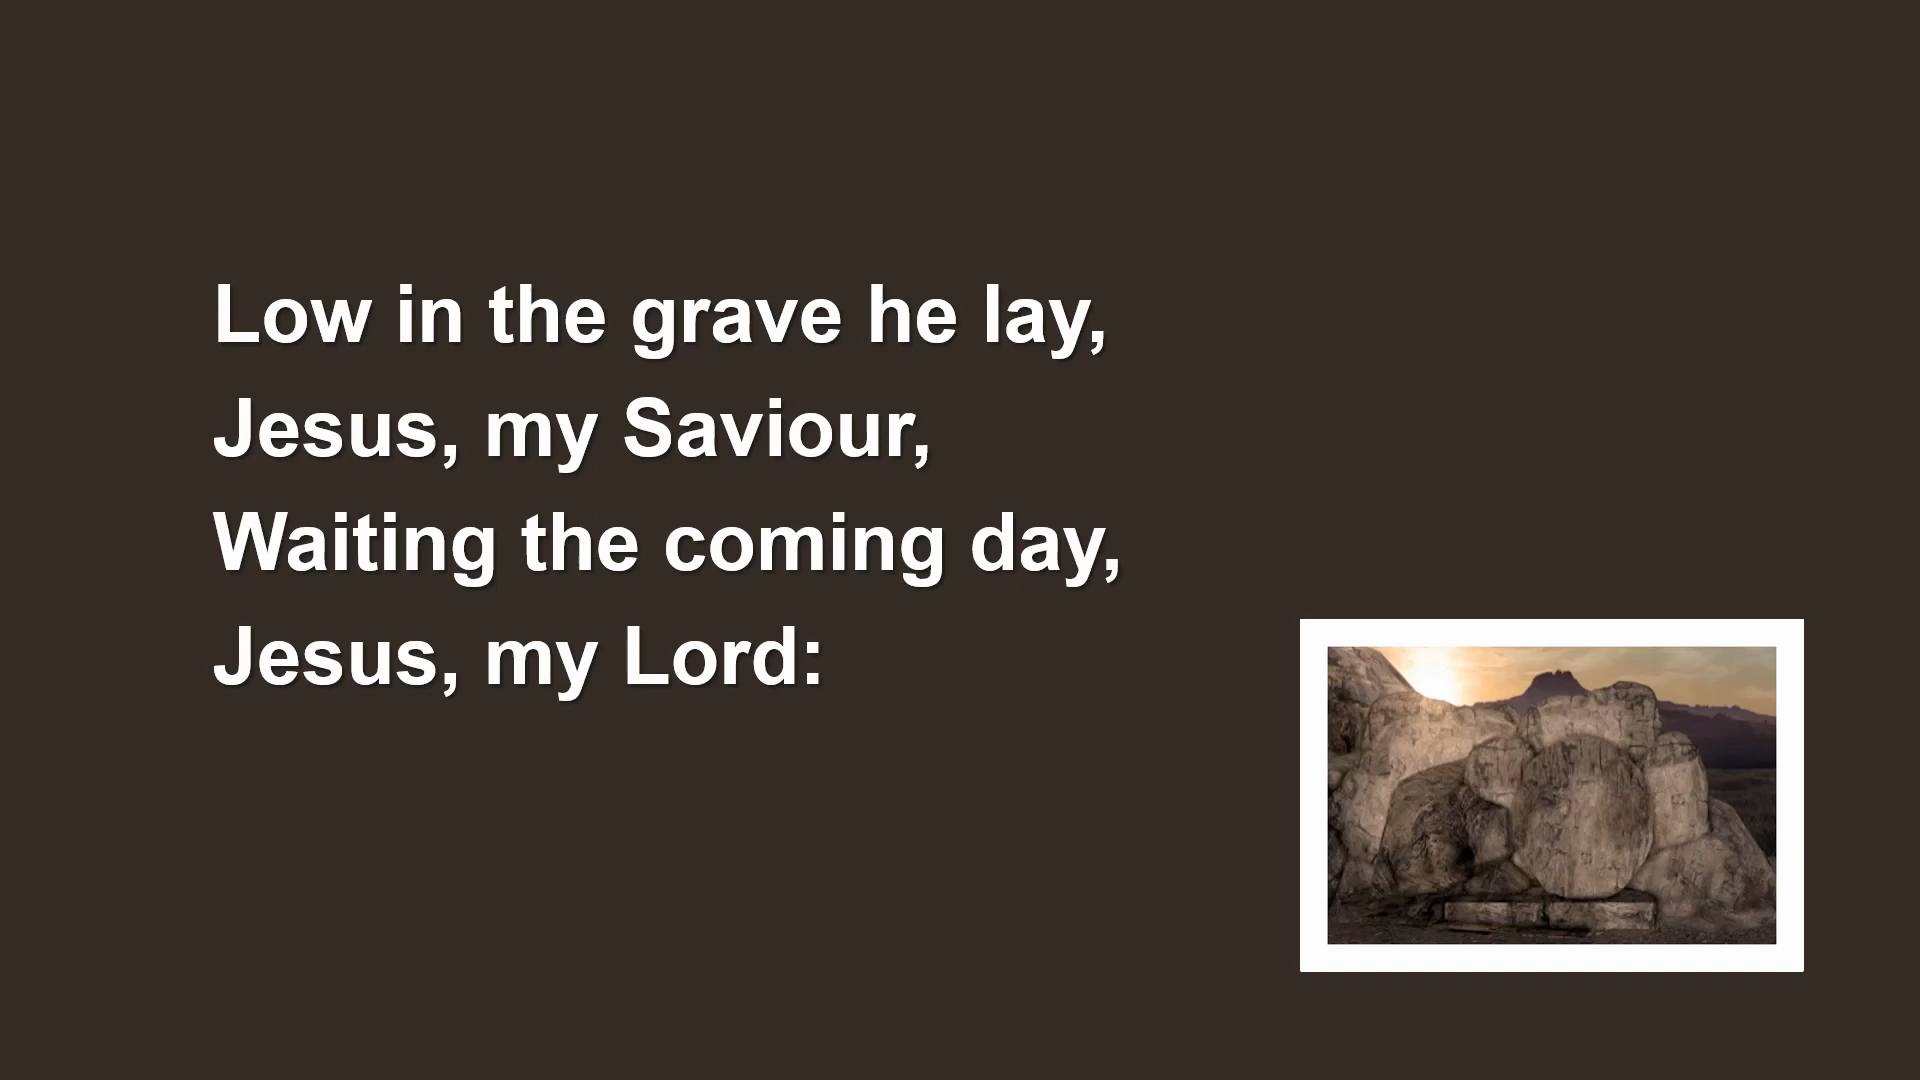 Low in the grave he lay,
Jesus, my Saviour,
Waiting the coming day,
Jesus, my Lord: